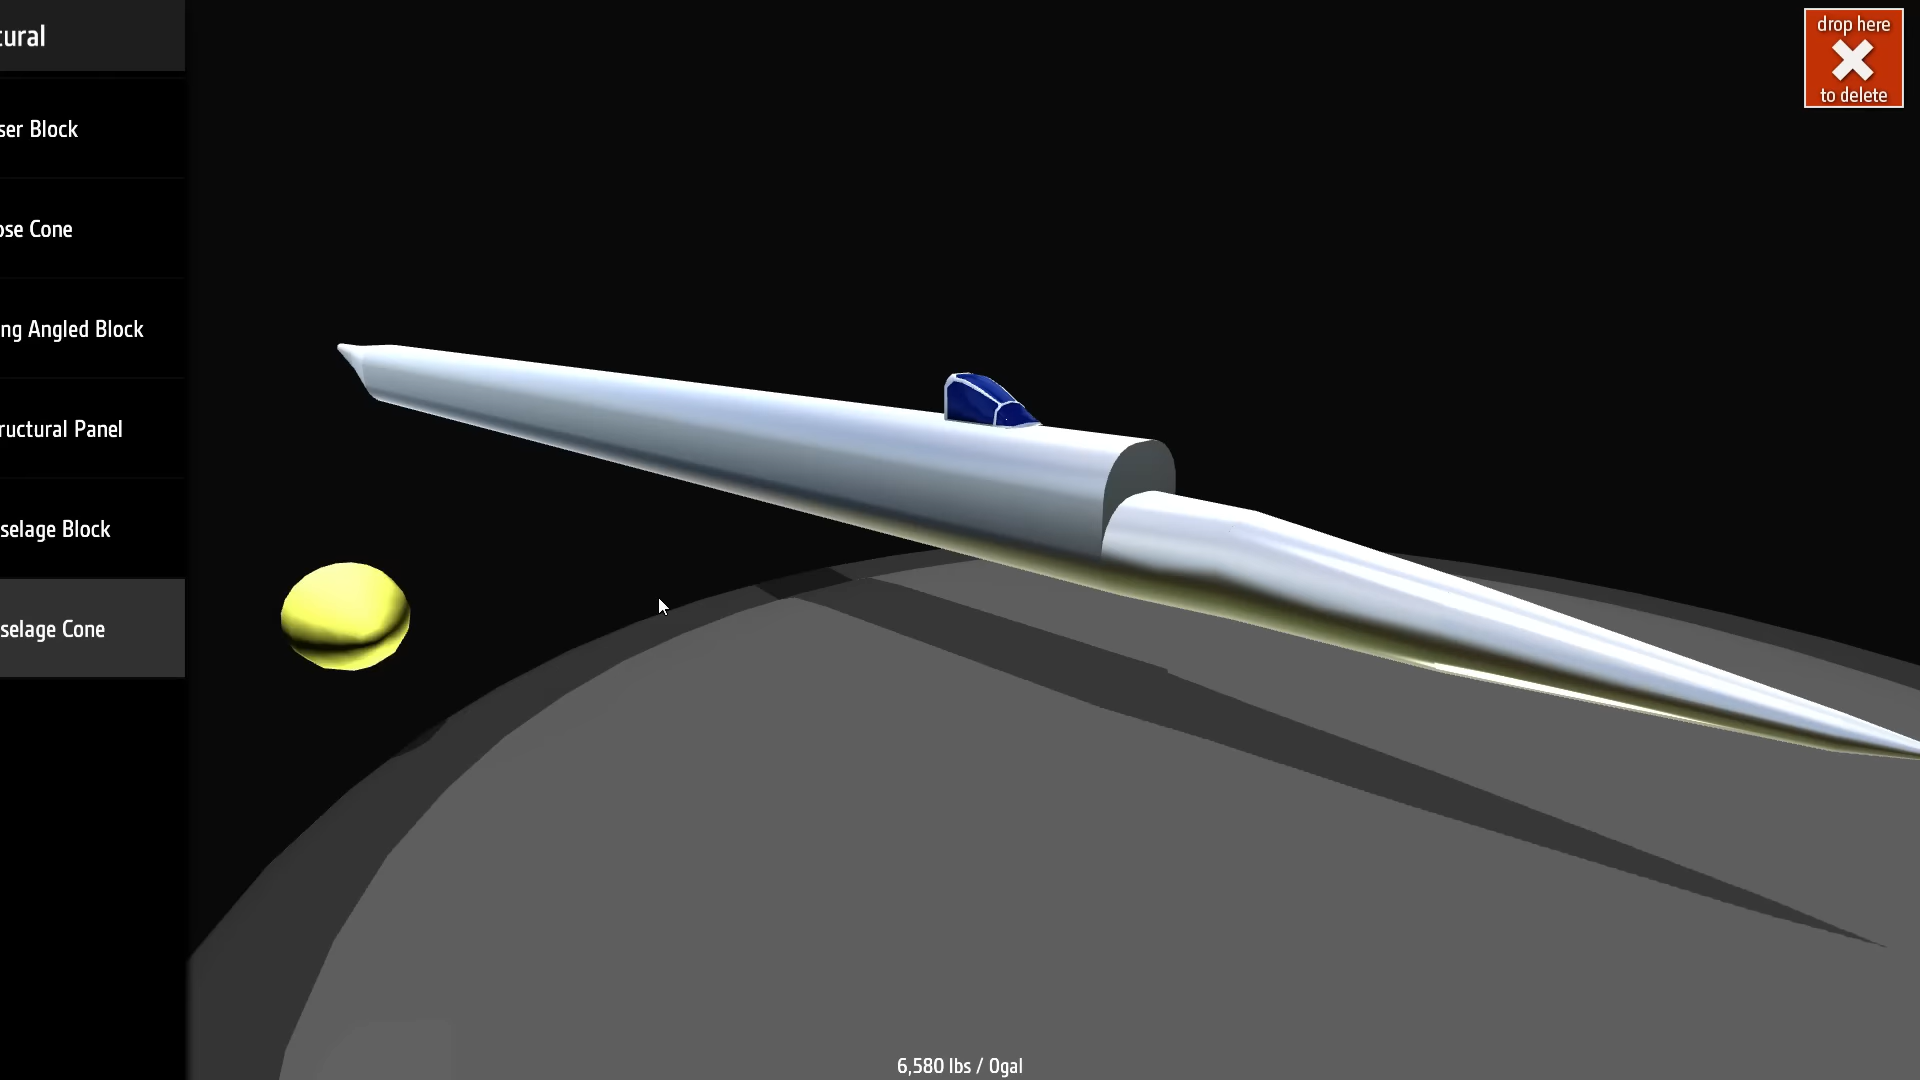 tural
ser Block
ose Cone
ng Angled Block
ructural Panel
selage Block
selage Cone
drop here
to delete
6,580 lbs / 0gal